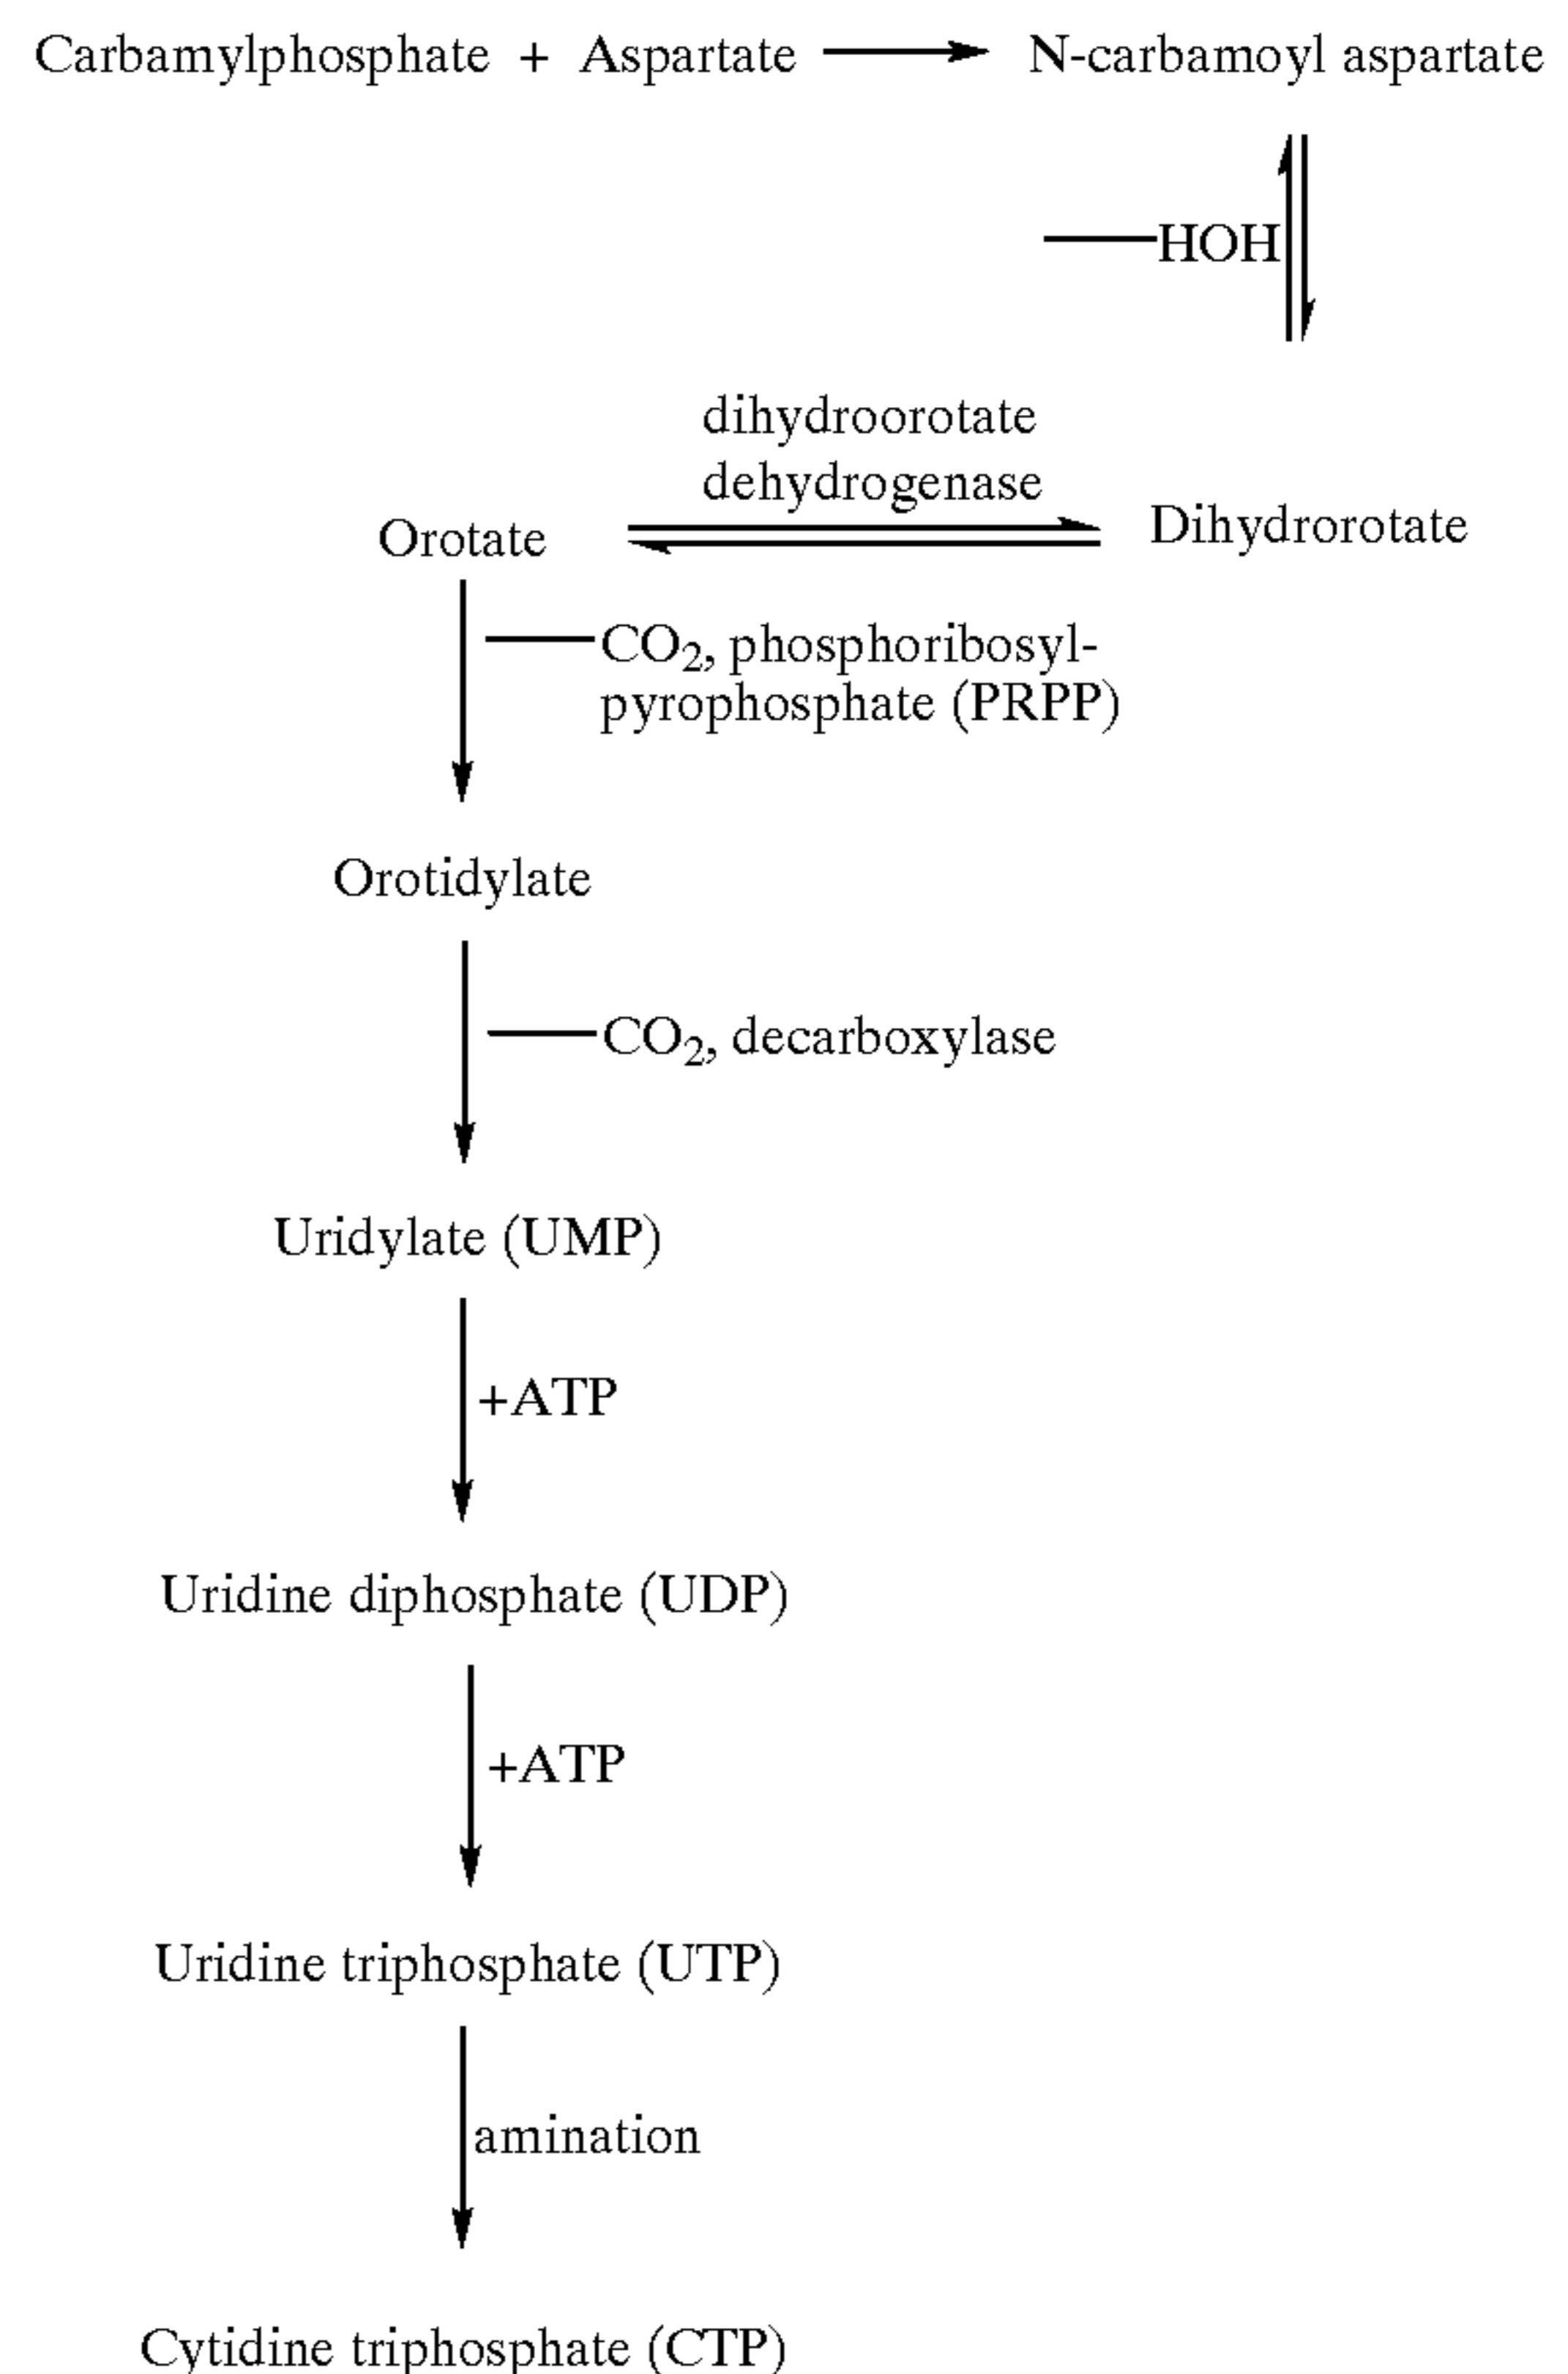 Carbamylphosphate + Aspartate N-carbamoyl aspartate
HOH
dihydroorotate
dehydrogenase
Orotate Dihydrorotate
CO2, phosphoribosyl-
pyrophosphate (PRPP)
Orotidylate
CO2, decarboxylase
Uridylate (UMP)
+ATP
Uridine diphosphate (UDP)
+ATP
Uridine triphosphate (UTP)
amination
Cytidine triphosphate (CTP)